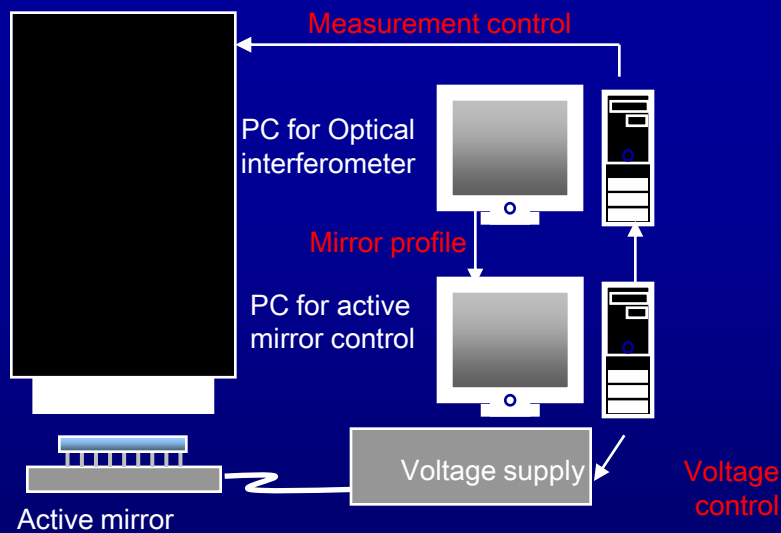 Measurement control
PC for Optical
interferometer
Mirror profile
PC for active
mirror control
Voltage supply
Voltage
control
Active mirror